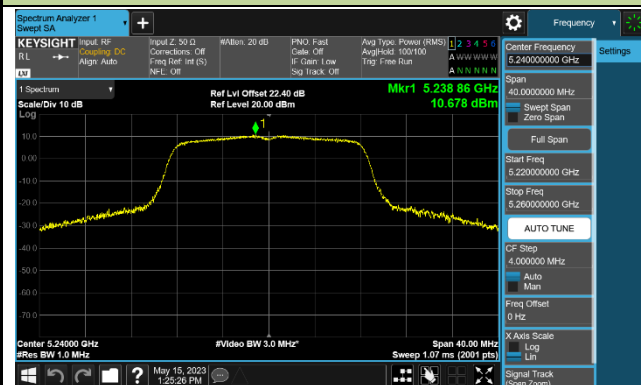 Spectrum Analyzer 1
Swept SA
Frequency
KEYSIGHT
RL
LXI
Input: RF
Coupling: DC
Align: Auto
Input Z: 50 Ω
Corrections: Off
Freq Ref: Int (S)
NFE: Off
#Atten: 20 dB
PNO: Fast
Gate: Off
IF Gain: Low
Sig Track: Off
Avg Type: Power (RMS)
Avg|Hold: 100/100
Trig: Free Run
1 2 3 4 5 6
A W W W W W
A N N N N N
1 Spectrum
Scale/Div 10 dB
Log
Ref Lvl Offset 22.40 dB
Ref Level 20.00 dBm
Mkr1 5.238 86 GHz
10.678 dBm
1
10.0
0.00
-10.0
-20.0
-30.0
-40.0
-50.0
-60.0
-70.0
Center 5.24000 GHz
#Res BW 1.0 MHz
#Video BW 3.0 MHz*
Span 40.00 MHz
Sweep 1.07 ms (2001 pts)
Center Frequency
5.240000000 GHz
Settings
Span
40.0000000 MHz
Swept Span
Zero Span
Full Span
Start Freq
5.220000000 GHz
Stop Freq
5.260000000 GHz
AUTO TUNE
CF Step
4.000000 MHz
Auto
Man
Freq Offset
0 Hz
X Axis Scale
Log
Lin
Signal Track
(Span Zoom)
?
May 15, 2023
1:25:26 PM